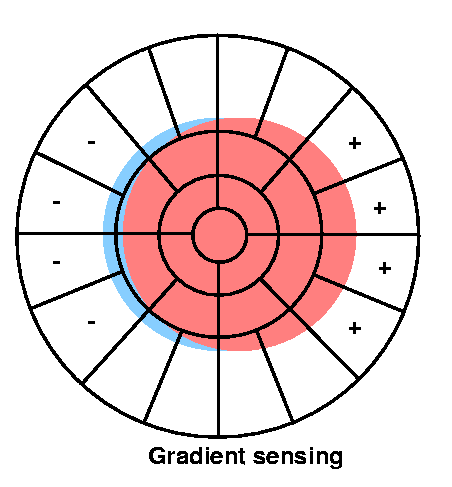 - +
- +
- +
- +
Gradient sensing